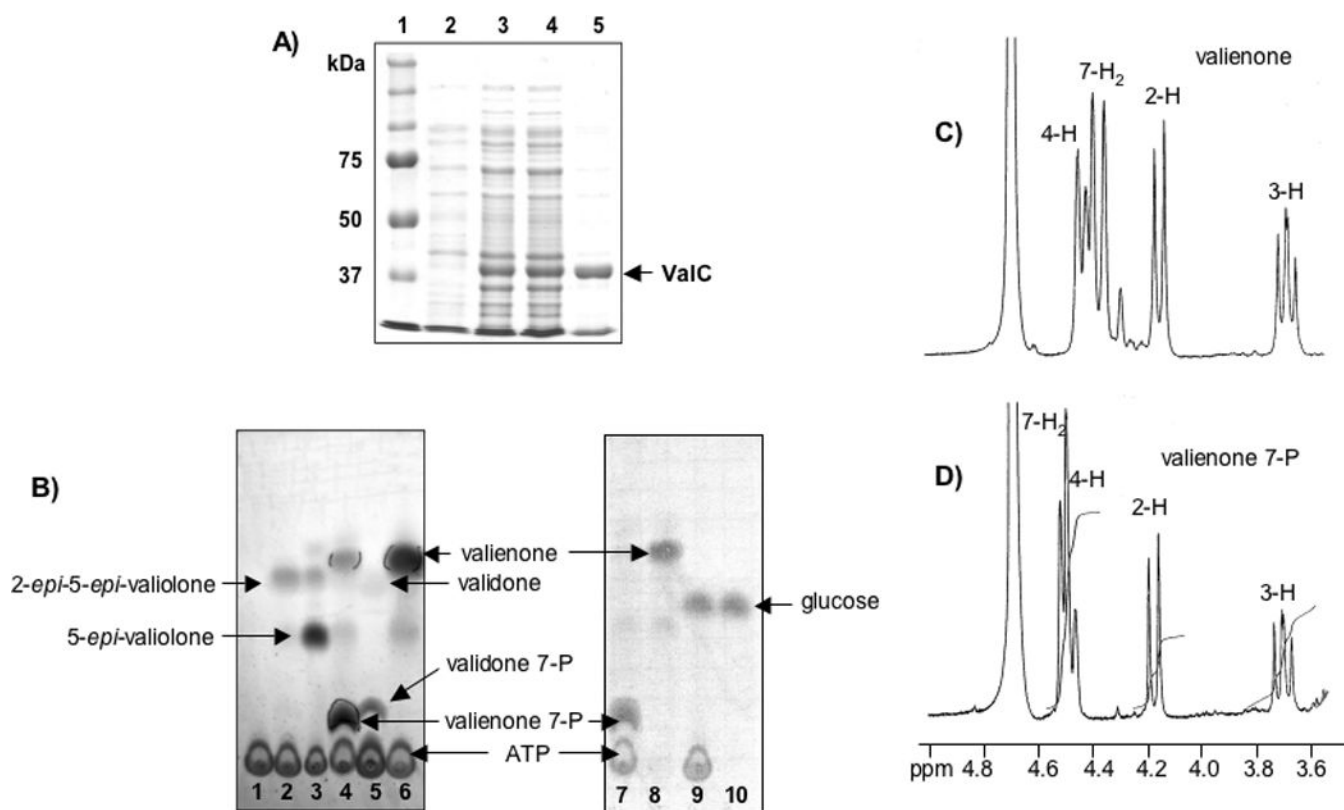 A)
1 2 3 4 5
kDa
75
50
37
ValC
B)
valienone
2-epi-5-epi-valiolone
validone
5-epi-valiolone
validone 7-P
valienone 7-P
ATP
glucose
1 2 3 4 5 6
7 8 9 10
C)
valienone
7-H₂
4-H
2-H
3-H
D)
valienone 7-P
7-H₂
4-H
2-H
3-H
ppm 4.8 4.6 4.4 4.2 4.0 3.8 3.6